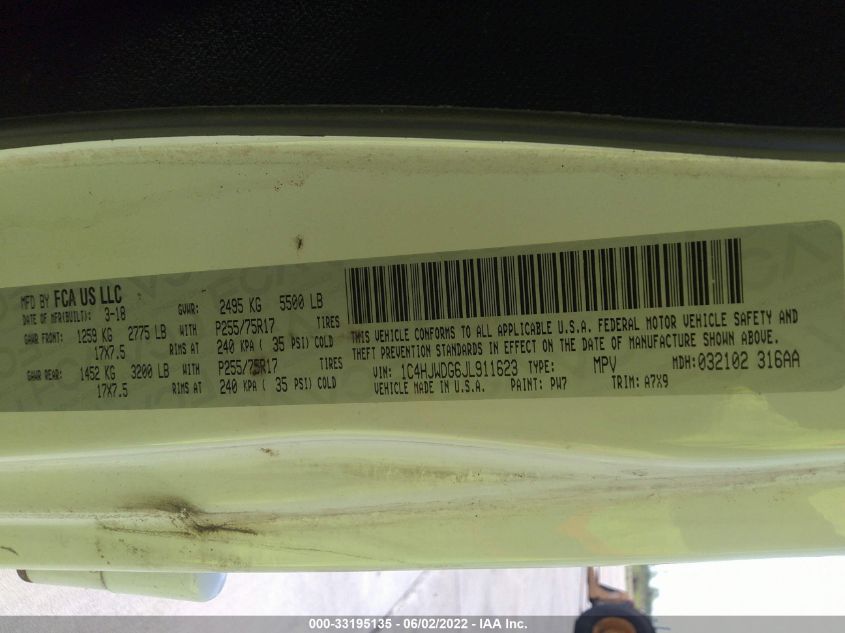 MFD BY FCA US LLC
DATE OF MFR(BUILT): 3-18 GVWR: 2495 KG 5500 LB
GAWR FRONT: 1259 KG 2775 LB WITH P255/75R17 TIRES
17X7.5 RIMS AT 240 KPA ( 35 PSI) COLD
GAWR REAR: 1452 KG 3200 LB WITH P255/75R17 TIRES
17X7.5 RIMS AT 240 KPA ( 35 PSI) COLD
THIS VEHICLE CONFORMS TO ALL APPLICABLE U.S.A. FEDERAL MOTOR VEHICLE SAFETY AND
THEFT PREVENTION STANDARDS IN EFFECT ON THE DATE OF MANUFACTURE SHOWN ABOVE.
VIN: 1C4HJWDG6JL911623 TYPE: MPV MDH: 032102 316AA
VEHICLE MADE IN U.S.A. PAINT: PW7 TRIM: A7X9
000-33195135 - 06/02/2022 - IAA Inc.